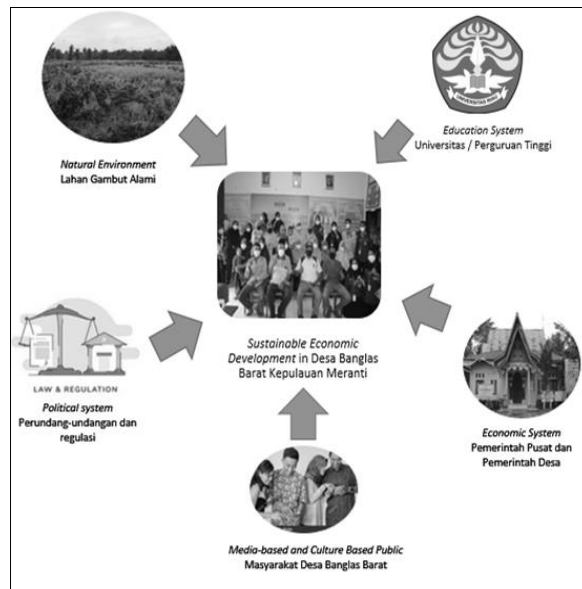 UNIVERSITAS RIAU
Natural Environment
Lahan Gambut Alami
Education System
Universitas / Perguruan Tinggi
LAW & REGULATION
Political system
Perundang-undangan dan
regulasi
Sustainable Economic
Development in Desa Banglas
Barat Kepulauan Meranti
Economic System
Pemerintah Pusat dan
Pemerintah Desa
Media-based and Culture Based Public
Masyarakat Desa Banglas Barat